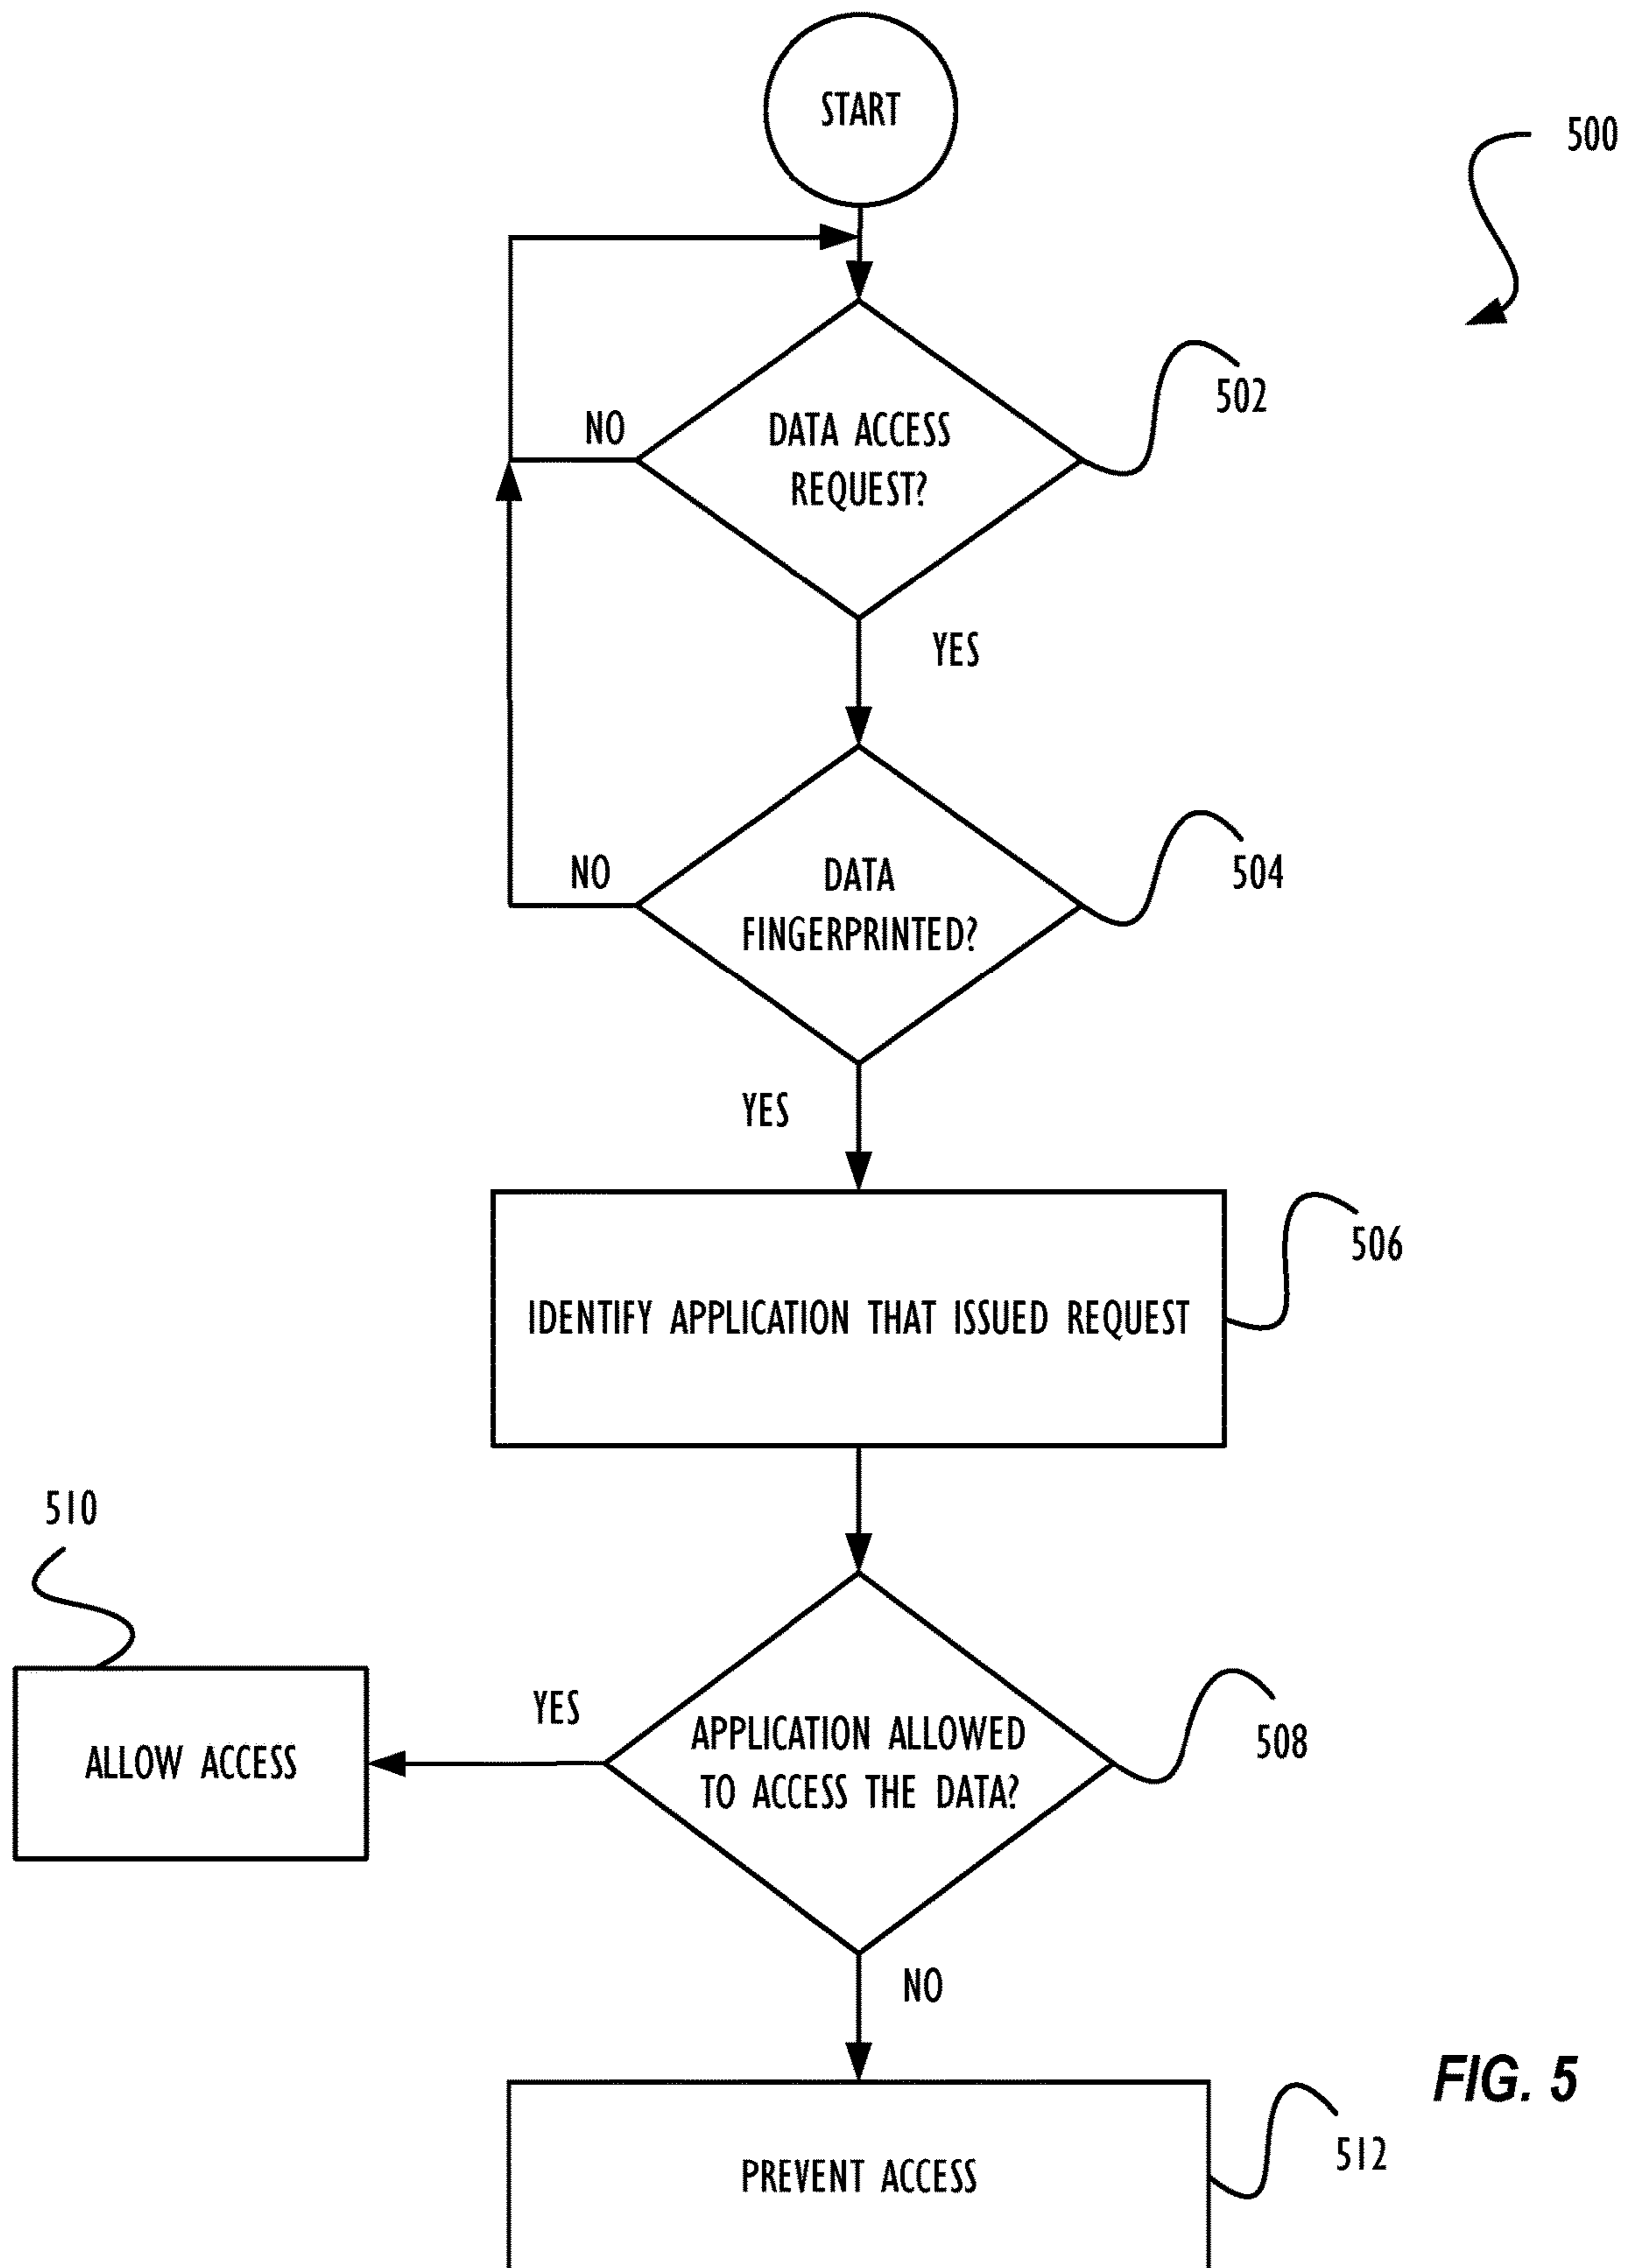 START
500
502
NO
DATA ACCESS
REQUEST?
YES
504
NO
DATA
FINGERPRINTED?
YES
506
IDENTIFY APPLICATION THAT ISSUED REQUEST
510
YES
ALLOW ACCESS
APPLICATION ALLOWED
TO ACCESS THE DATA?
508
NO
FIG. 5
PREVENT ACCESS
512